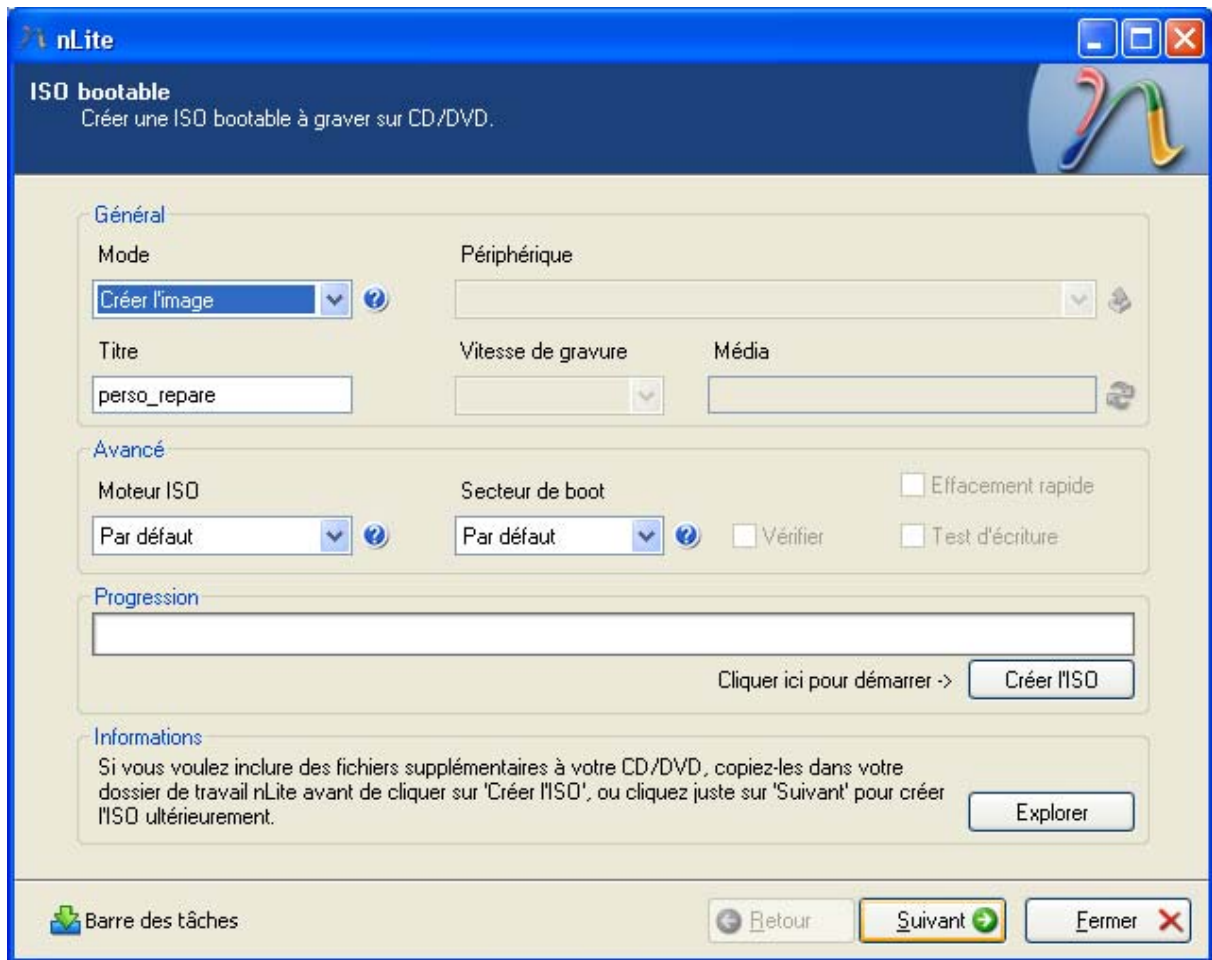 nLite
ISO bootable
Créer une ISO bootable à graver sur CD/DVD.
Général
Mode
Périphérique
Créer l'image
Titre
Vitesse de gravure
Média
perso_repare
Avancé
Moteur ISO
Secteur de boot
Effacement rapide
Par défaut
Par défaut
Vérifier
Test d'écriture
Progression
Cliquer ici pour démarrer ->
Créer l'ISO
Informations
Si vous voulez inclure des fichiers supplémentaires à votre CD/DVD, copiez-les dans votre
dossier de travail nLite avant de cliquer sur 'Créer l'ISO', ou cliquez juste sur 'Suivant' pour créer
l'ISO ultérieurement.
Explorer
Barre des tâches
Retour
Suivant
Fermer